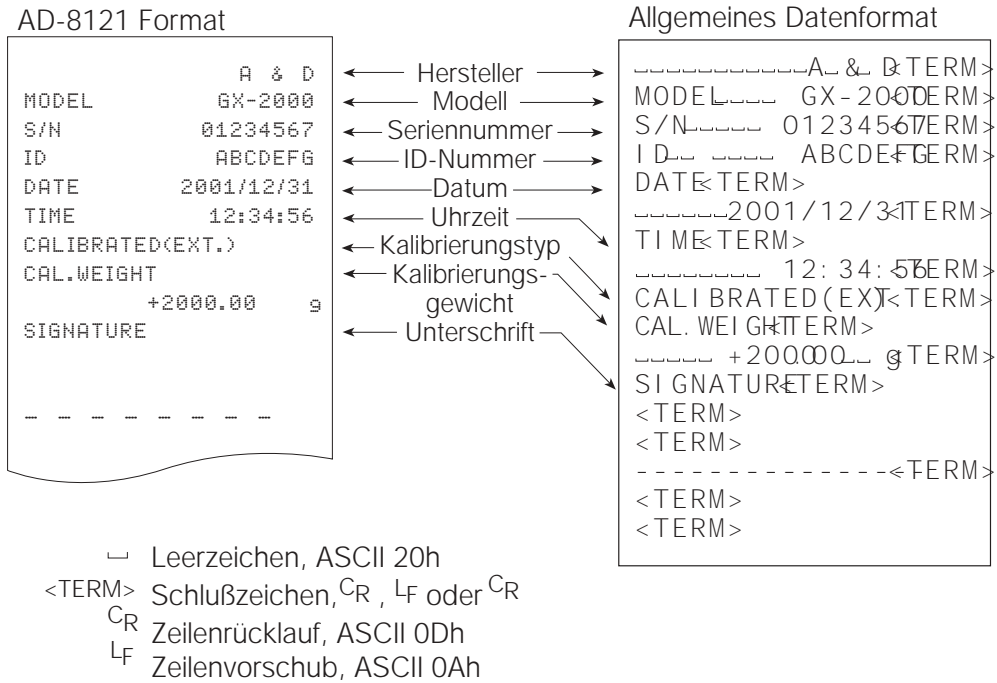 AD-8121 Format
A & D
MODEL GX-2000
S/N 01234567
ID ABCDEFG
DATE 2001/12/31
TIME 12:34:56
CALIBRATED(EXT.)
CAL.WEIGHT
+2000.00 g
SIGNATURE
_ _ _ _ _ _ _ _
Hersteller
Modell
Seriennummer
ID-Nummer
Datum
Uhrzeit
Kalibrierungstyp
Kalibrierungs-
gewicht
Unterschrift
Allgemeines Datenformat
␣␣␣␣␣␣␣␣␣␣␣A␣&␣D<TERM>
MODEL␣␣␣␣ GX-2000<TERM>
S/N␣␣␣␣␣ 01234567<TERM>
ID␣␣ ␣␣␣␣ ABCDEFG<TERM>
DATE<TERM>
␣␣␣␣␣␣2001/12/31<TERM>
TIME<TERM>
␣␣␣␣␣␣␣␣ 12:34:56<TERM>
CALIBRATED(EXT<TERM>
CAL.WEIGHT<TERM>
␣␣␣␣␣ +2000.00␣␣ g<TERM>
SIGNATURE<TERM>
<TERM>
<TERM>
----------------<TERM>
<TERM>
<TERM>
␣ Leerzeichen, ASCII 20h
<TERM> Schlußzeichen, CR , LF oder CR
CR Zeilenrücklauf, ASCII 0Dh
LF Zeilenvorschub, ASCII 0Ah